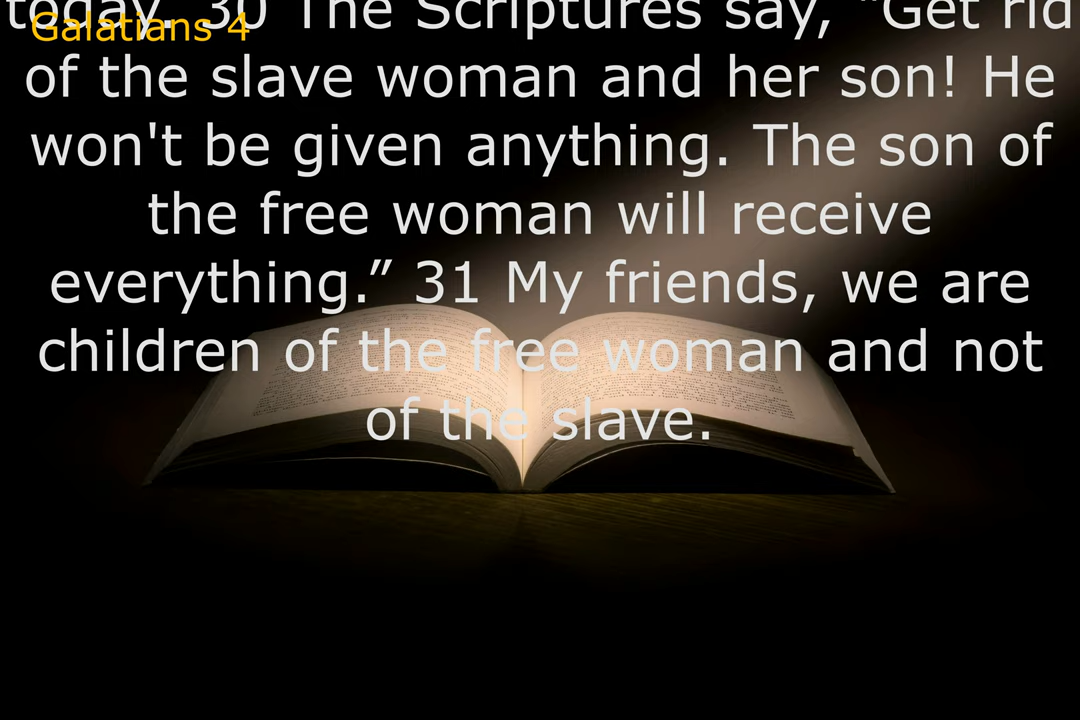 today. 30 The Scriptures say, “Get rid
Galatians 4
of the slave woman and her son! He
won't be given anything. The son of
the free woman will receive
everything.” 31 My friends, we are
children of the free woman and not
of the slave.